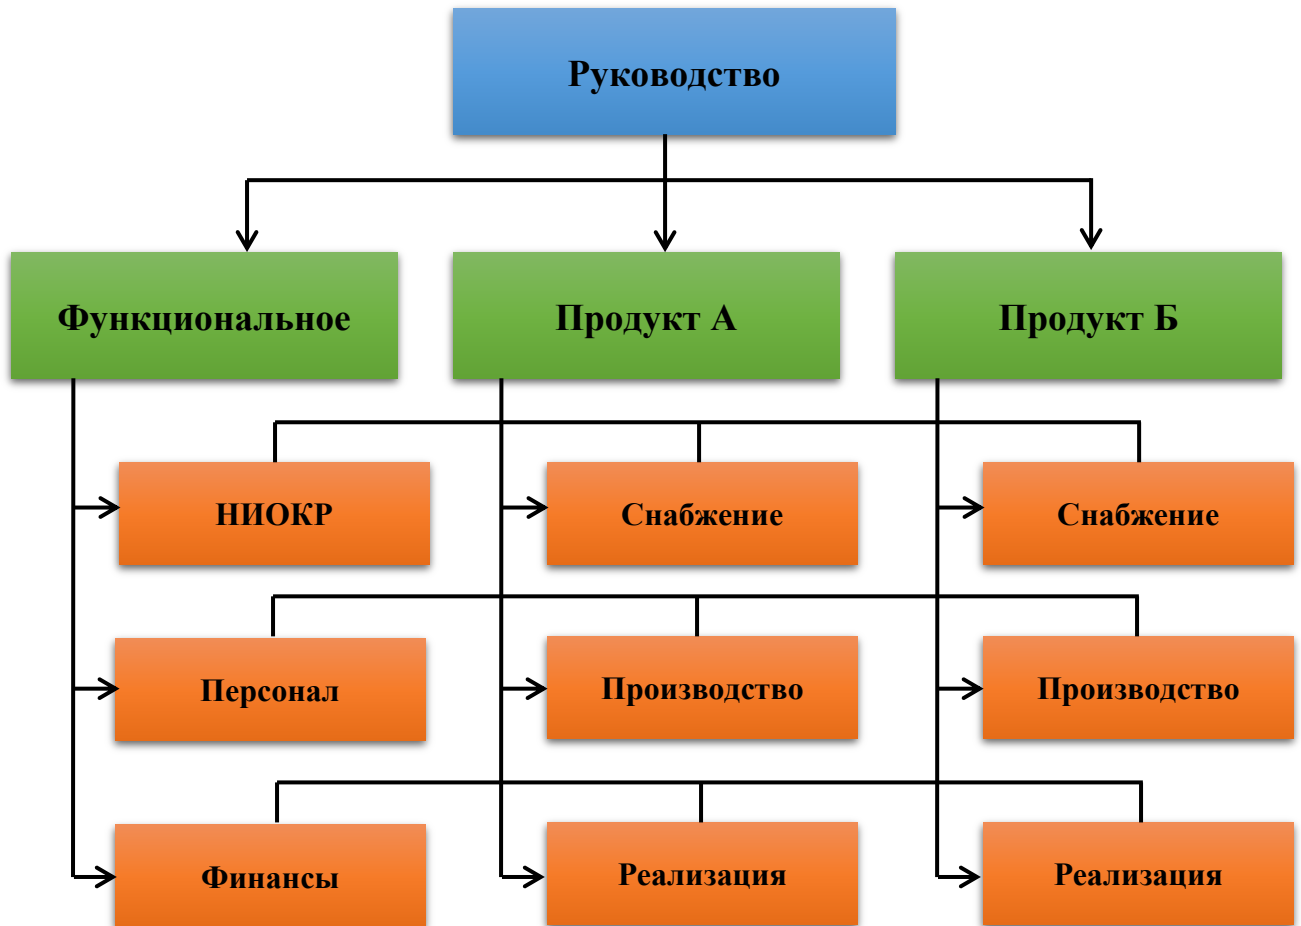 Руководство
Функциональное
Продукт А
Продукт Б
НИОКР
Снабжение
Снабжение
Персонал
Производство
Производство
Финансы
Реализация
Реализация